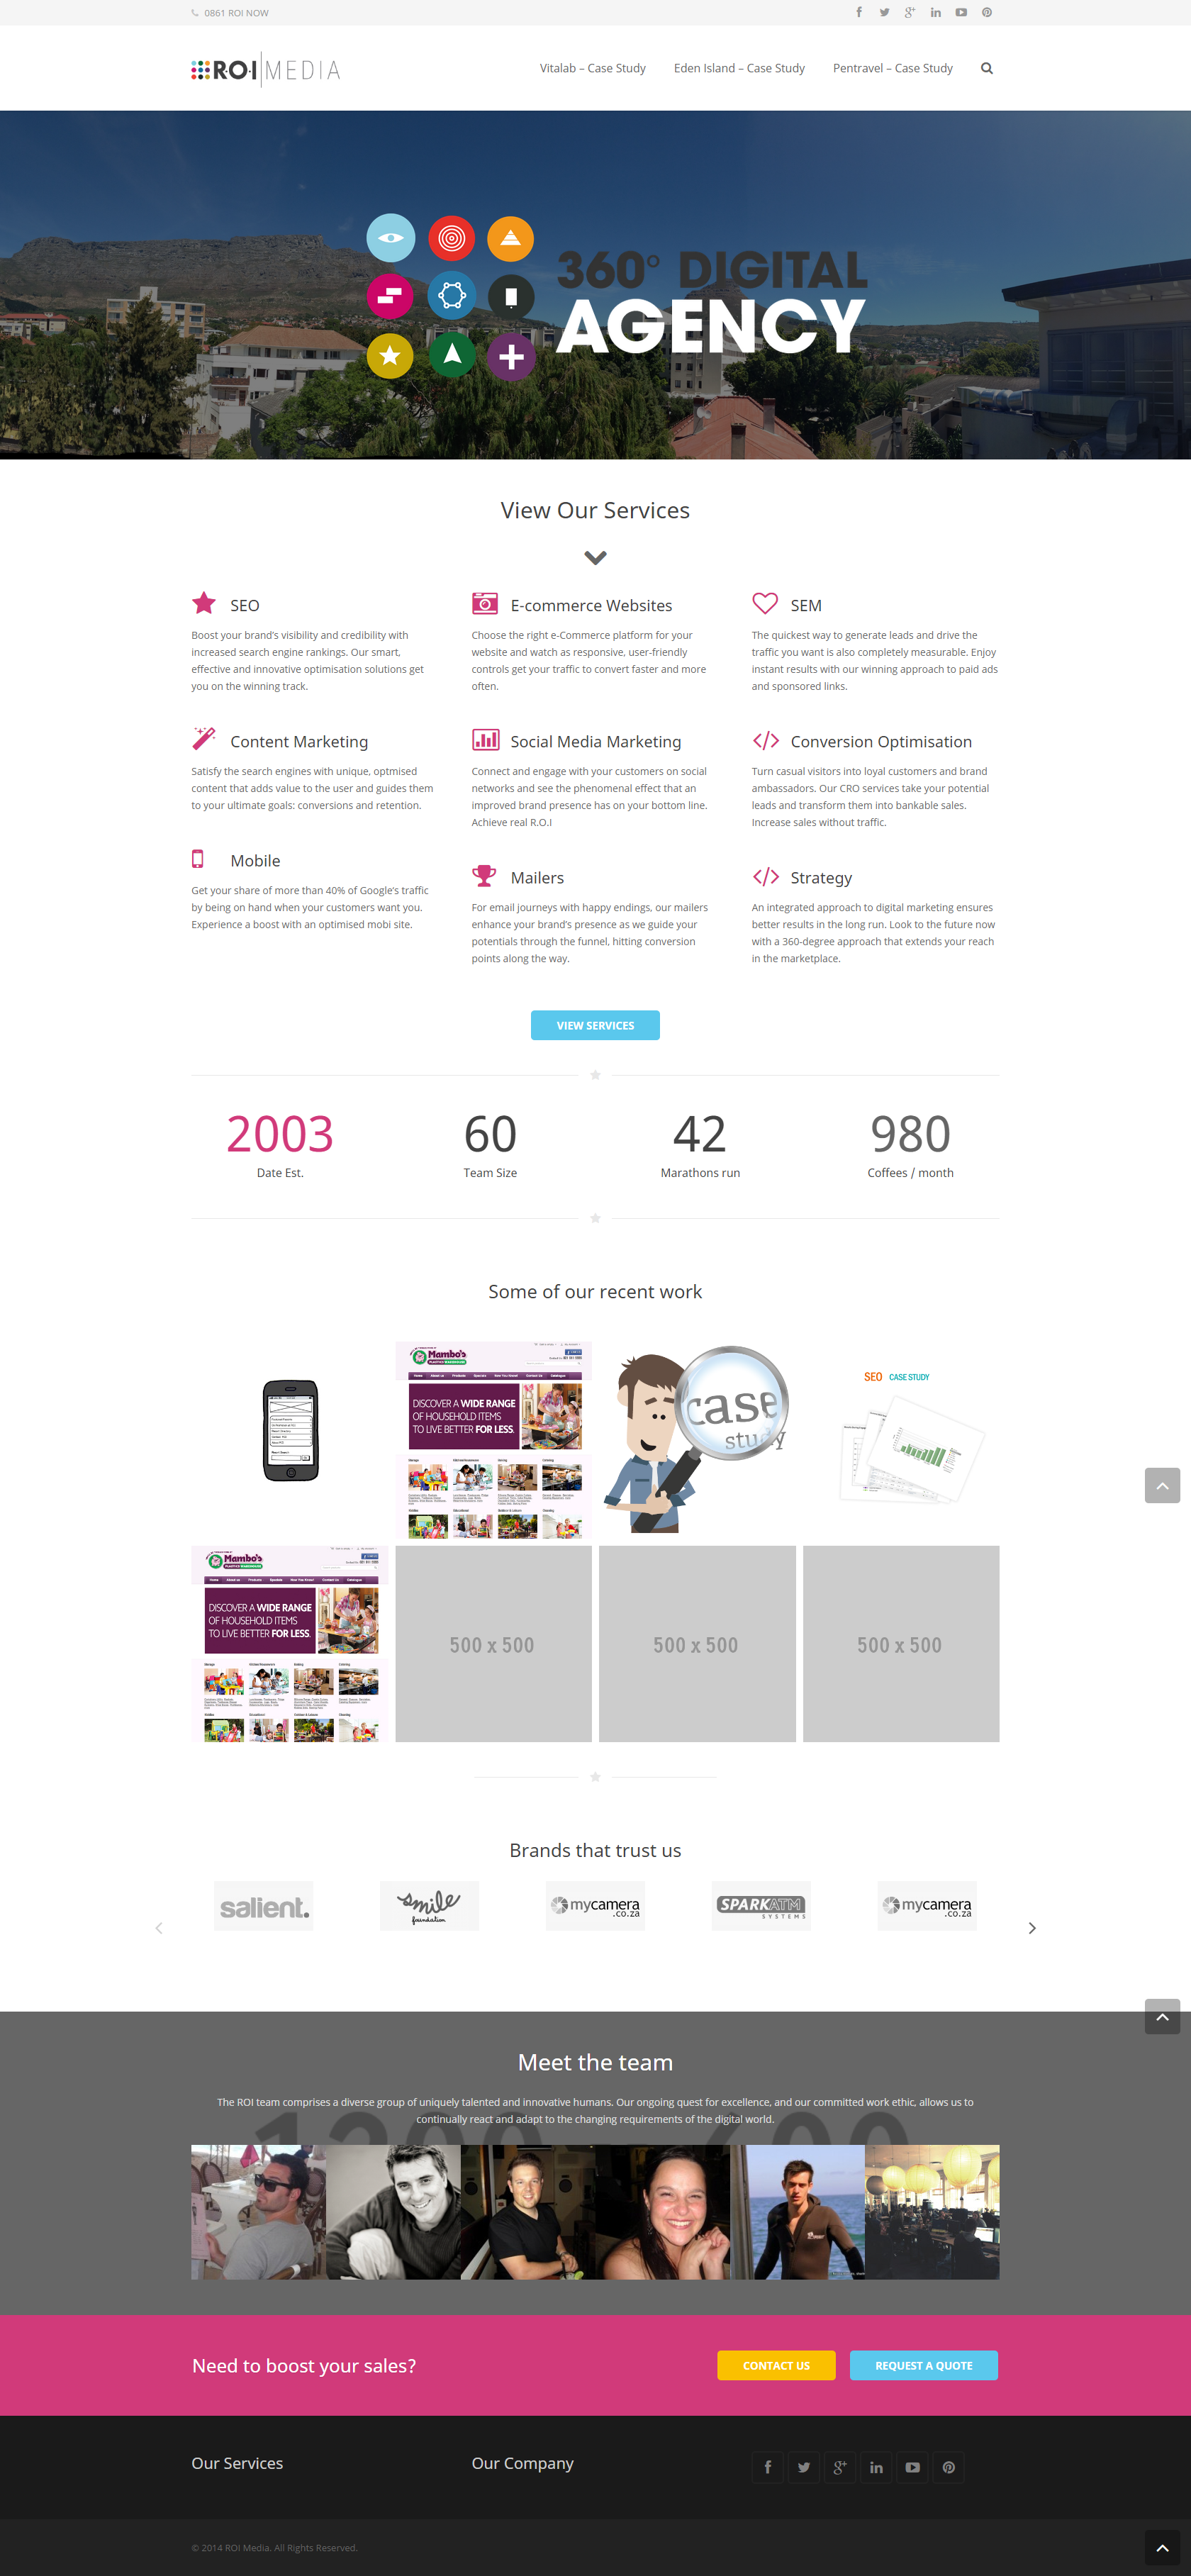 0861 ROI NOW
R·O·I MEDIA
Vitalab – Case Study
Eden Island – Case Study
Pentravel – Case Study
360° DIGITAL
AGENCY
View Our Services
SEO
Boost your brand's visibility and credibility with
increased search engine rankings. Our smart,
effective and innovative optimisation solutions get
you on the winning track.
E-commerce Websites
Choose the right e-Commerce platform for your
website and watch as responsive, user-friendly
controls get your traffic to convert faster and more
often.
SEM
The quickest way to generate leads and drive the
traffic you want is also completely measurable. Enjoy
instant results with our winning approach to paid ads
and sponsored links.
Content Marketing
Satisfy the search engines with unique, optmised
content that adds value to the user and guides them
to your ultimate goals: conversions and retention.
Social Media Marketing
Connect and engage with your customers on social
networks and see the phenomenal effect that an
improved brand presence has on your bottom line.
Achieve real R.O.I
Conversion Optimisation
Turn casual visitors into loyal customers and brand
ambassadors. Our CRO services take your potential
leads and transform them into bankable sales.
Increase sales without traffic.
Mobile
Get your share of more than 40% of Google's traffic
by being on hand when your customers want you.
Experience a boost with an optimised mobi site.
Mailers
For email journeys with happy endings, our mailers
enhance your brand's presence as we guide your
potentials through the funnel, hitting conversion
points along the way.
Strategy
An integrated approach to digital marketing ensures
better results in the long run. Look to the future now
with a 360-degree approach that extends your reach
in the marketplace.
VIEW SERVICES
2003
Date Est.
60
Team Size
42
Marathons run
980
Coffees / month
Some of our recent work
Mambo's
DISCOVER A WIDE RANGE
OF HOUSEHOLD ITEMS
TO LIVE BETTER FOR LESS.
case
study
SEO CASE STUDY
Mambo's
DISCOVER A WIDE RANGE
OF HOUSEHOLD ITEMS
TO LIVE BETTER FOR LESS.
500 x 500
500 x 500
500 x 500
Brands that trust us
salient.
smile
foundation
mycamera
.co.za
SPARKATM
SYSTEMS
mycamera
.co.za
Meet the team
The ROI team comprises a diverse group of uniquely talented and innovative humans. Our ongoing quest for excellence, and our committed work ethic, allows us to
continually react and adapt to the changing requirements of the digital world.
Need to boost your sales?
CONTACT US
REQUEST A QUOTE
Our Services
Our Company
© 2014 ROI Media. All Rights Reserved.